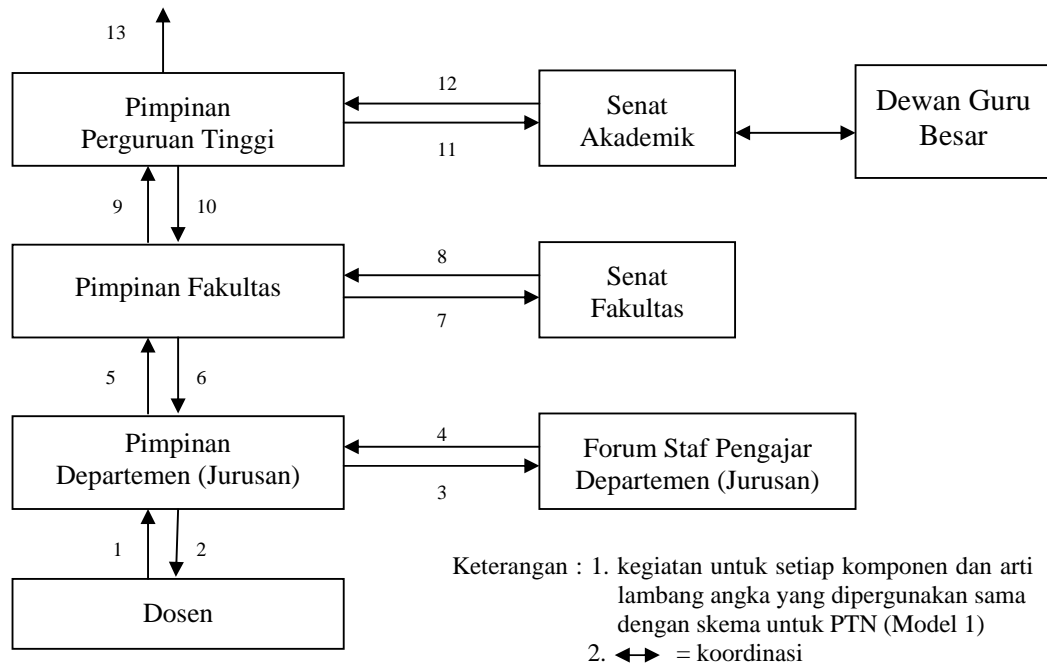 13
Pimpinan
Perguruan Tinggi
12
11
Senat
Akademik
Dewan Guru
Besar
9
10
Pimpinan Fakultas
8
7
Senat
Fakultas
5
6
Pimpinan
Departemen (Jurusan)
4
3
Forum Staf Pengajar
Departemen (Jurusan)
1
2
Dosen
Keterangan : 1. kegiatan untuk setiap komponen dan arti
lambang angka yang dipergunakan sama
dengan skema untuk PTN (Model 1)
2. ↔ = koordinasi